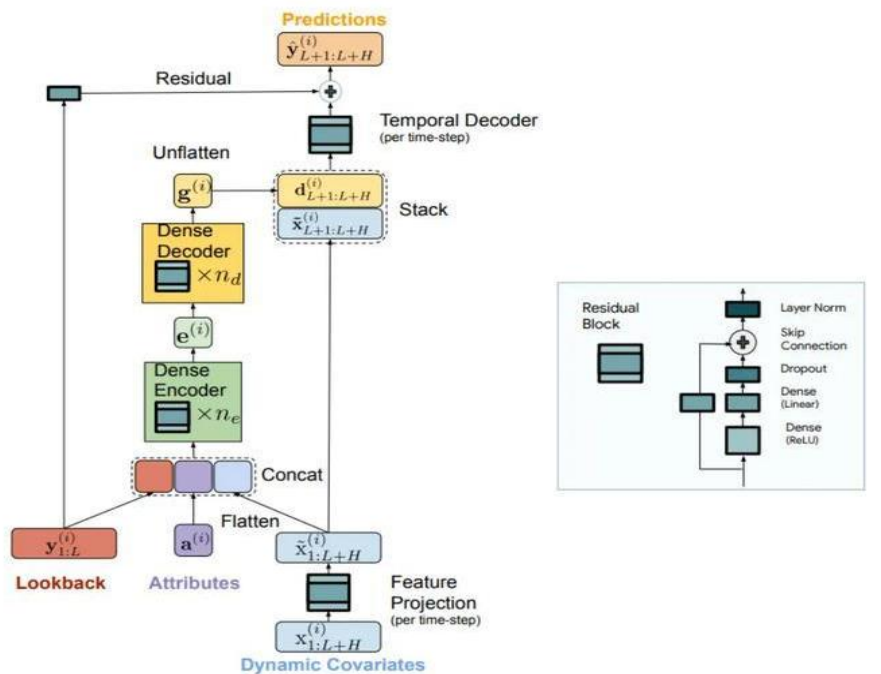 Predictions
ŷ^{(i)}_{L+1:L+H}
Residual
Temporal Decoder
(per time-step)
Unflatten
g^{(i)}
d^{(i)}_{L+1:L+H}
x̃^{(i)}_{L+1:L+H}
Stack
Dense
Decoder
×n_d
e^{(i)}
Dense
Encoder
×n_e
Concat
Flatten
y^{(i)}_{1:L}
a^{(i)}
x̃^{(i)}_{1:L+H}
Lookback
Attributes
Feature
Projection
(per time-step)
x^{(i)}_{1:L+H}
Dynamic Covariates
Residual
Block
Layer Norm
Skip
Connection
Dropout
Dense
(Linear)
Dense
(ReLU)